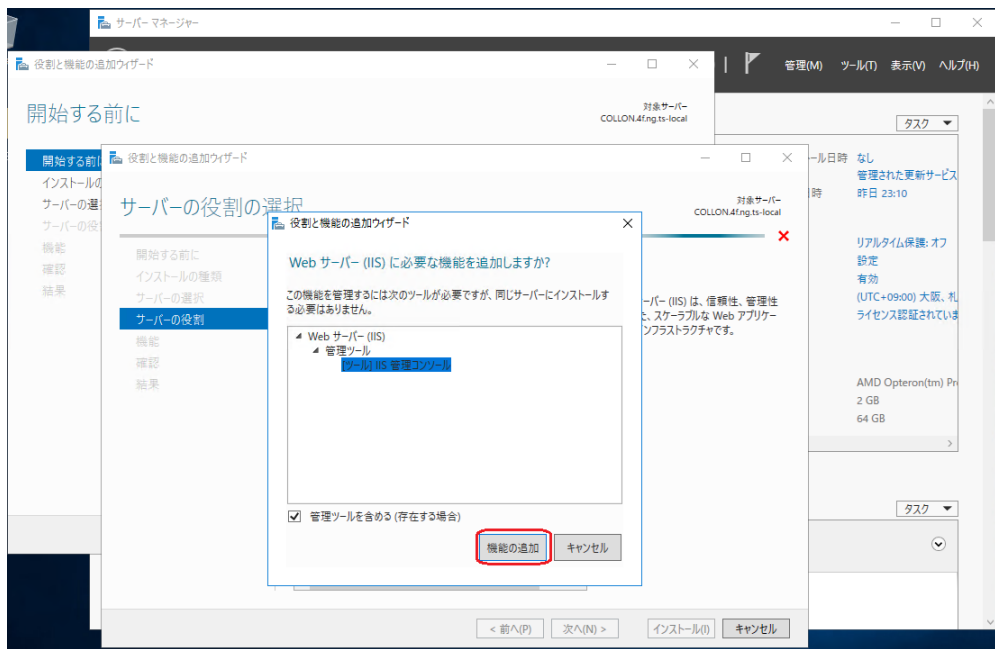 サーバー マネージャー
管理(M) ツール(T) 表示(V) ヘルプ(H)
役割と機能の追加ウィザード
開始する前に
対象サーバー
COLLON.4f.ng.ts-local
開始する前に
インストールの
サーバーの選
サーバーの役
機能
確認
結果
タスク
ール日時 なし
管理された更新サービス
時 昨日 23:10
リアルタイム保護: オフ
設定
有効
(UTC+09:00) 大阪、札
ライセンス認証されていま
AMD Opteron(tm) Pr
2 GB
64 GB
タスク
役割と機能の追加ウィザード
サーバーの役割の選択
対象サーバー
COLLON.4f.ng.ts-local
開始する前に
インストールの種類
サーバーの選択
サーバーの役割
機能
確認
結果
ーバー (IIS) は、信頼性、管理性
、スケーラブルな Web アプリケー
ンフラストラクチャです。
< 前へ(P) 次へ(N) > インストール(I) キャンセル
役割と機能の追加ウィザード
Web サーバー (IIS) に必要な機能を追加しますか?
この機能を管理するには次のツールが必要ですが、同じサーバーにインストールす
る必要はありません。
Web サーバー (IIS)
管理ツール
[ツール] IIS 管理コンソール
管理ツールを含める (存在する場合)
機能の追加 キャンセル